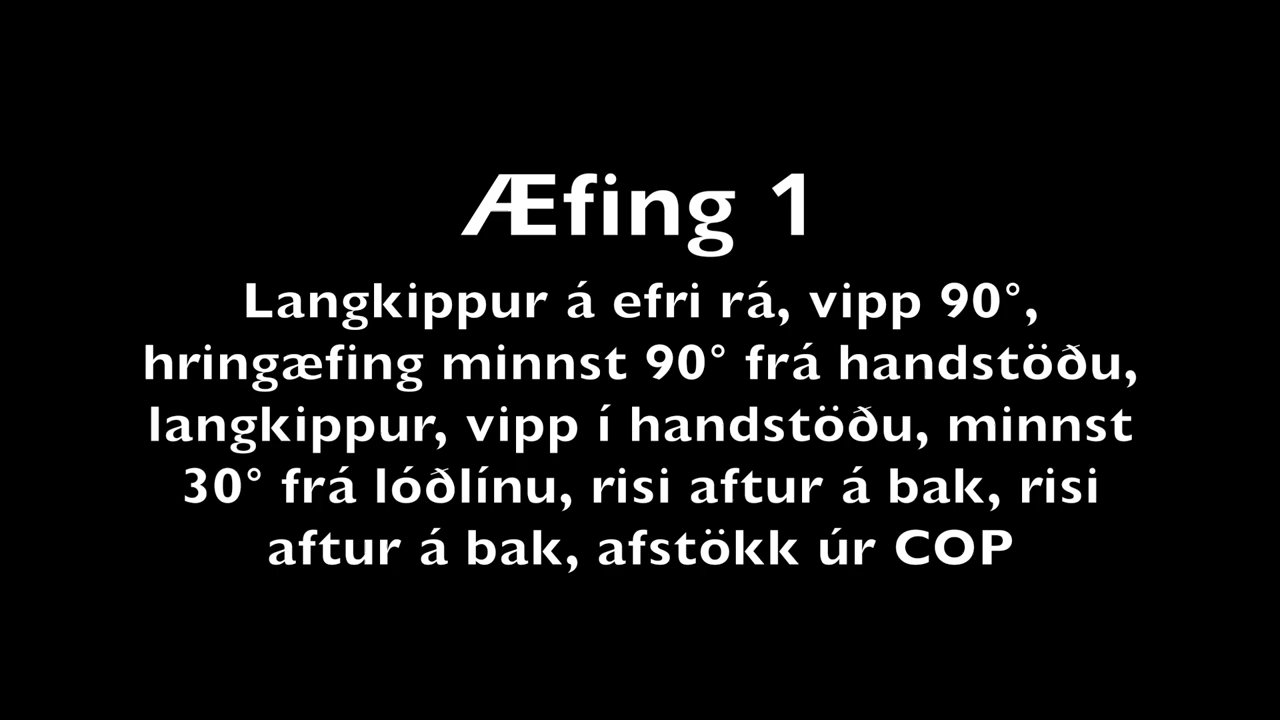 Æfing 1
Langkippur á efri rá, vipp 90°,
hringæfing minnst 90° frá handstöðu,
langkippur, vipp í handstöðu, minnst
30° frá lóðlínu, risi aftur á bak, risi
aftur á bak, afstökk úr COP